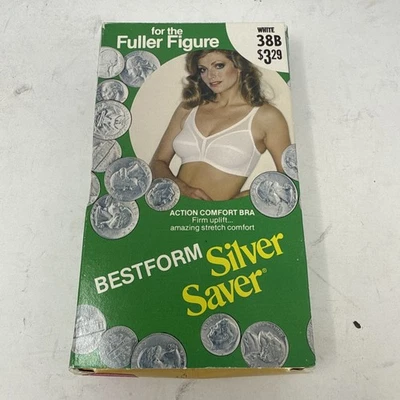 for the
Fuller Figure
WHITE
38B
$3.29
ACTION COMFORT BRA
Firm uplift...
amazing stretch comfort
BESTFORM Silver
Saver®